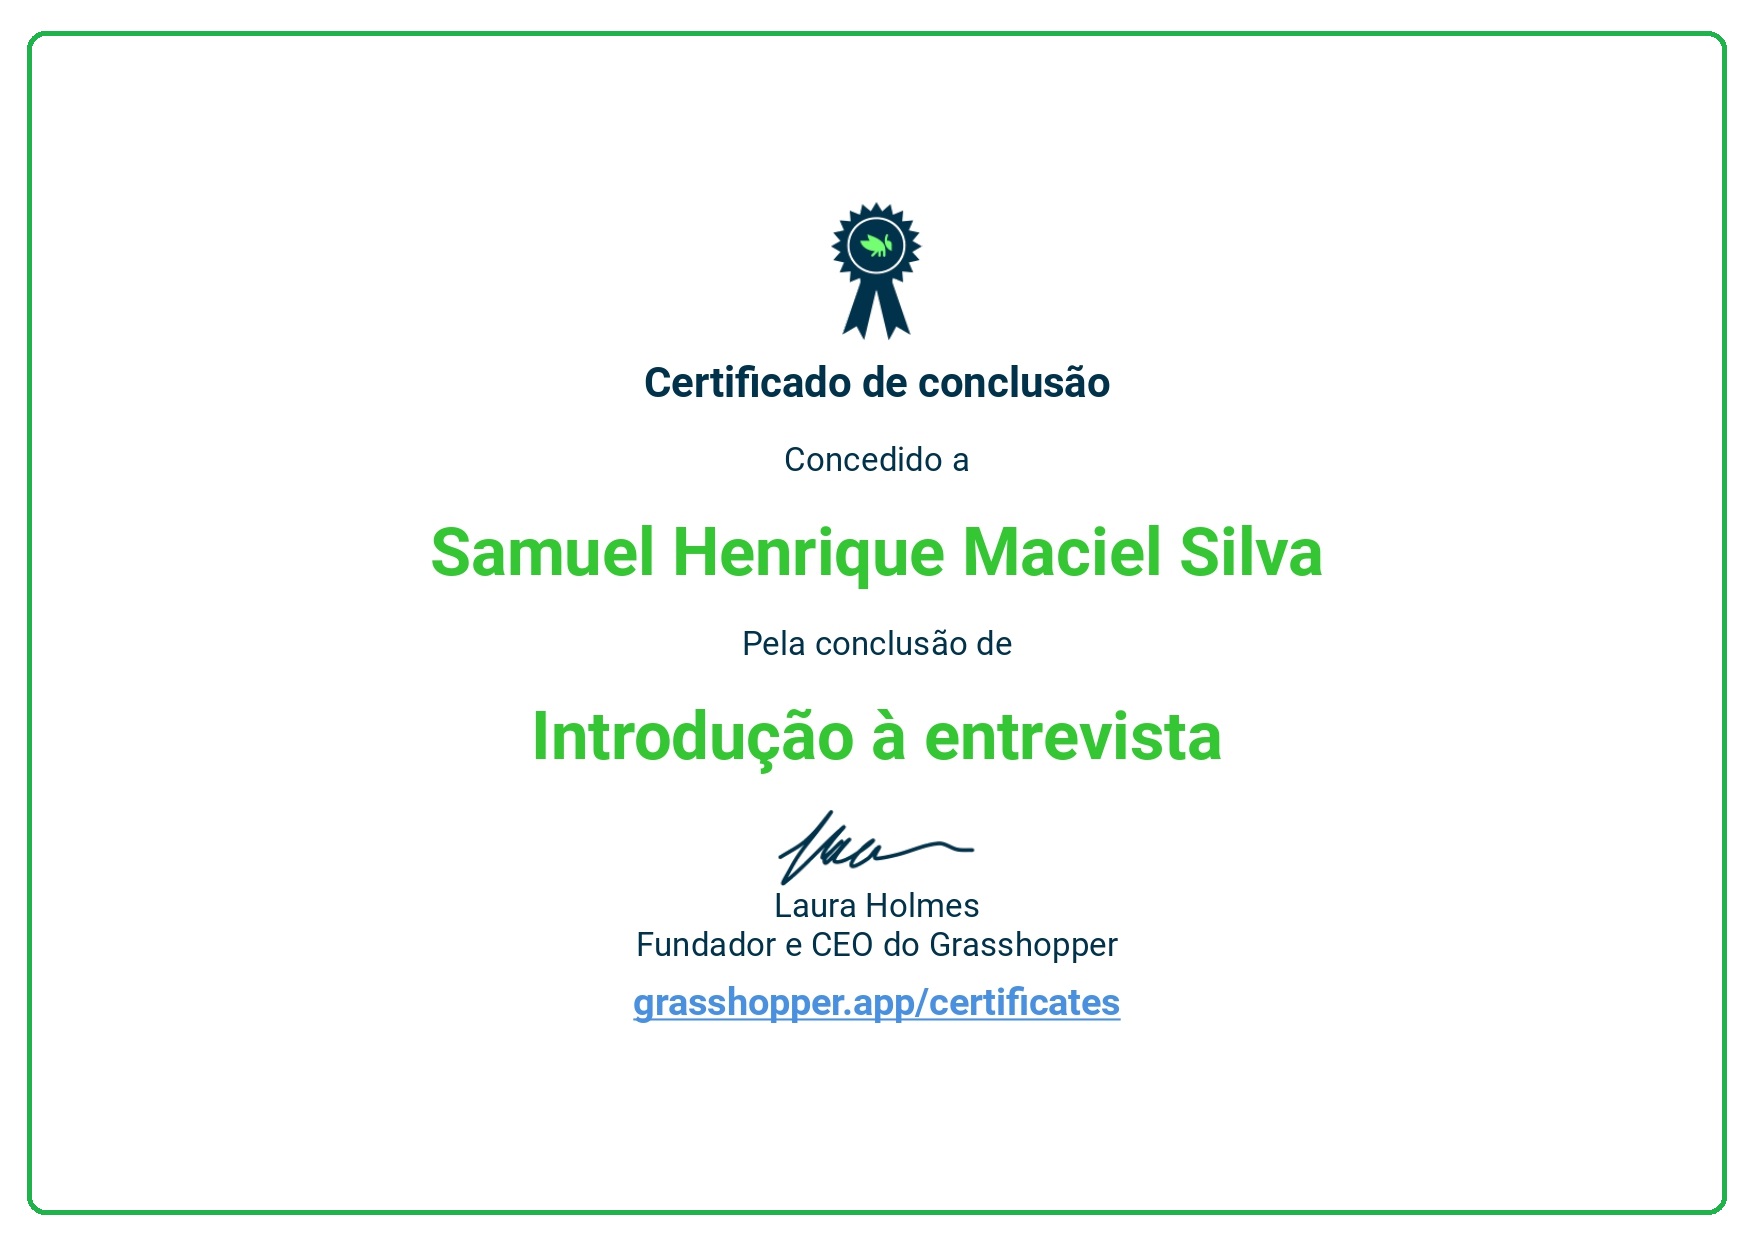 Certificado de conclusão
Concedido a
Samuel Henrique Maciel Silva
Pela conclusão de
Introdução à entrevista
Laura Holmes
Fundador e CEO do Grasshopper
grasshopper.app/certificates